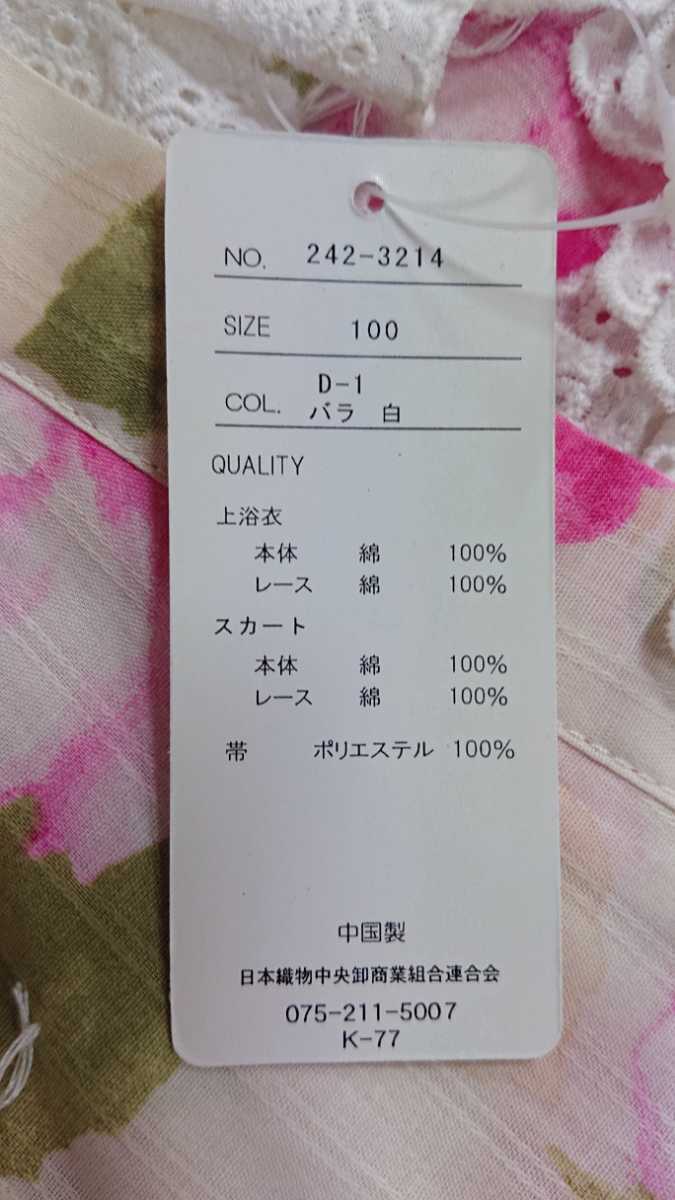 NO. 242-3214
SIZE 100
COL. D-1
バラ 白
QUALITY
上浴衣
本体 綿 100%
レース 綿 100%
スカート
本体 綿 100%
レース 綿 100%
帯 ポリエステル 100%
中国製
日本織物中央卸商業組合連合会
075-211-5007
K-77